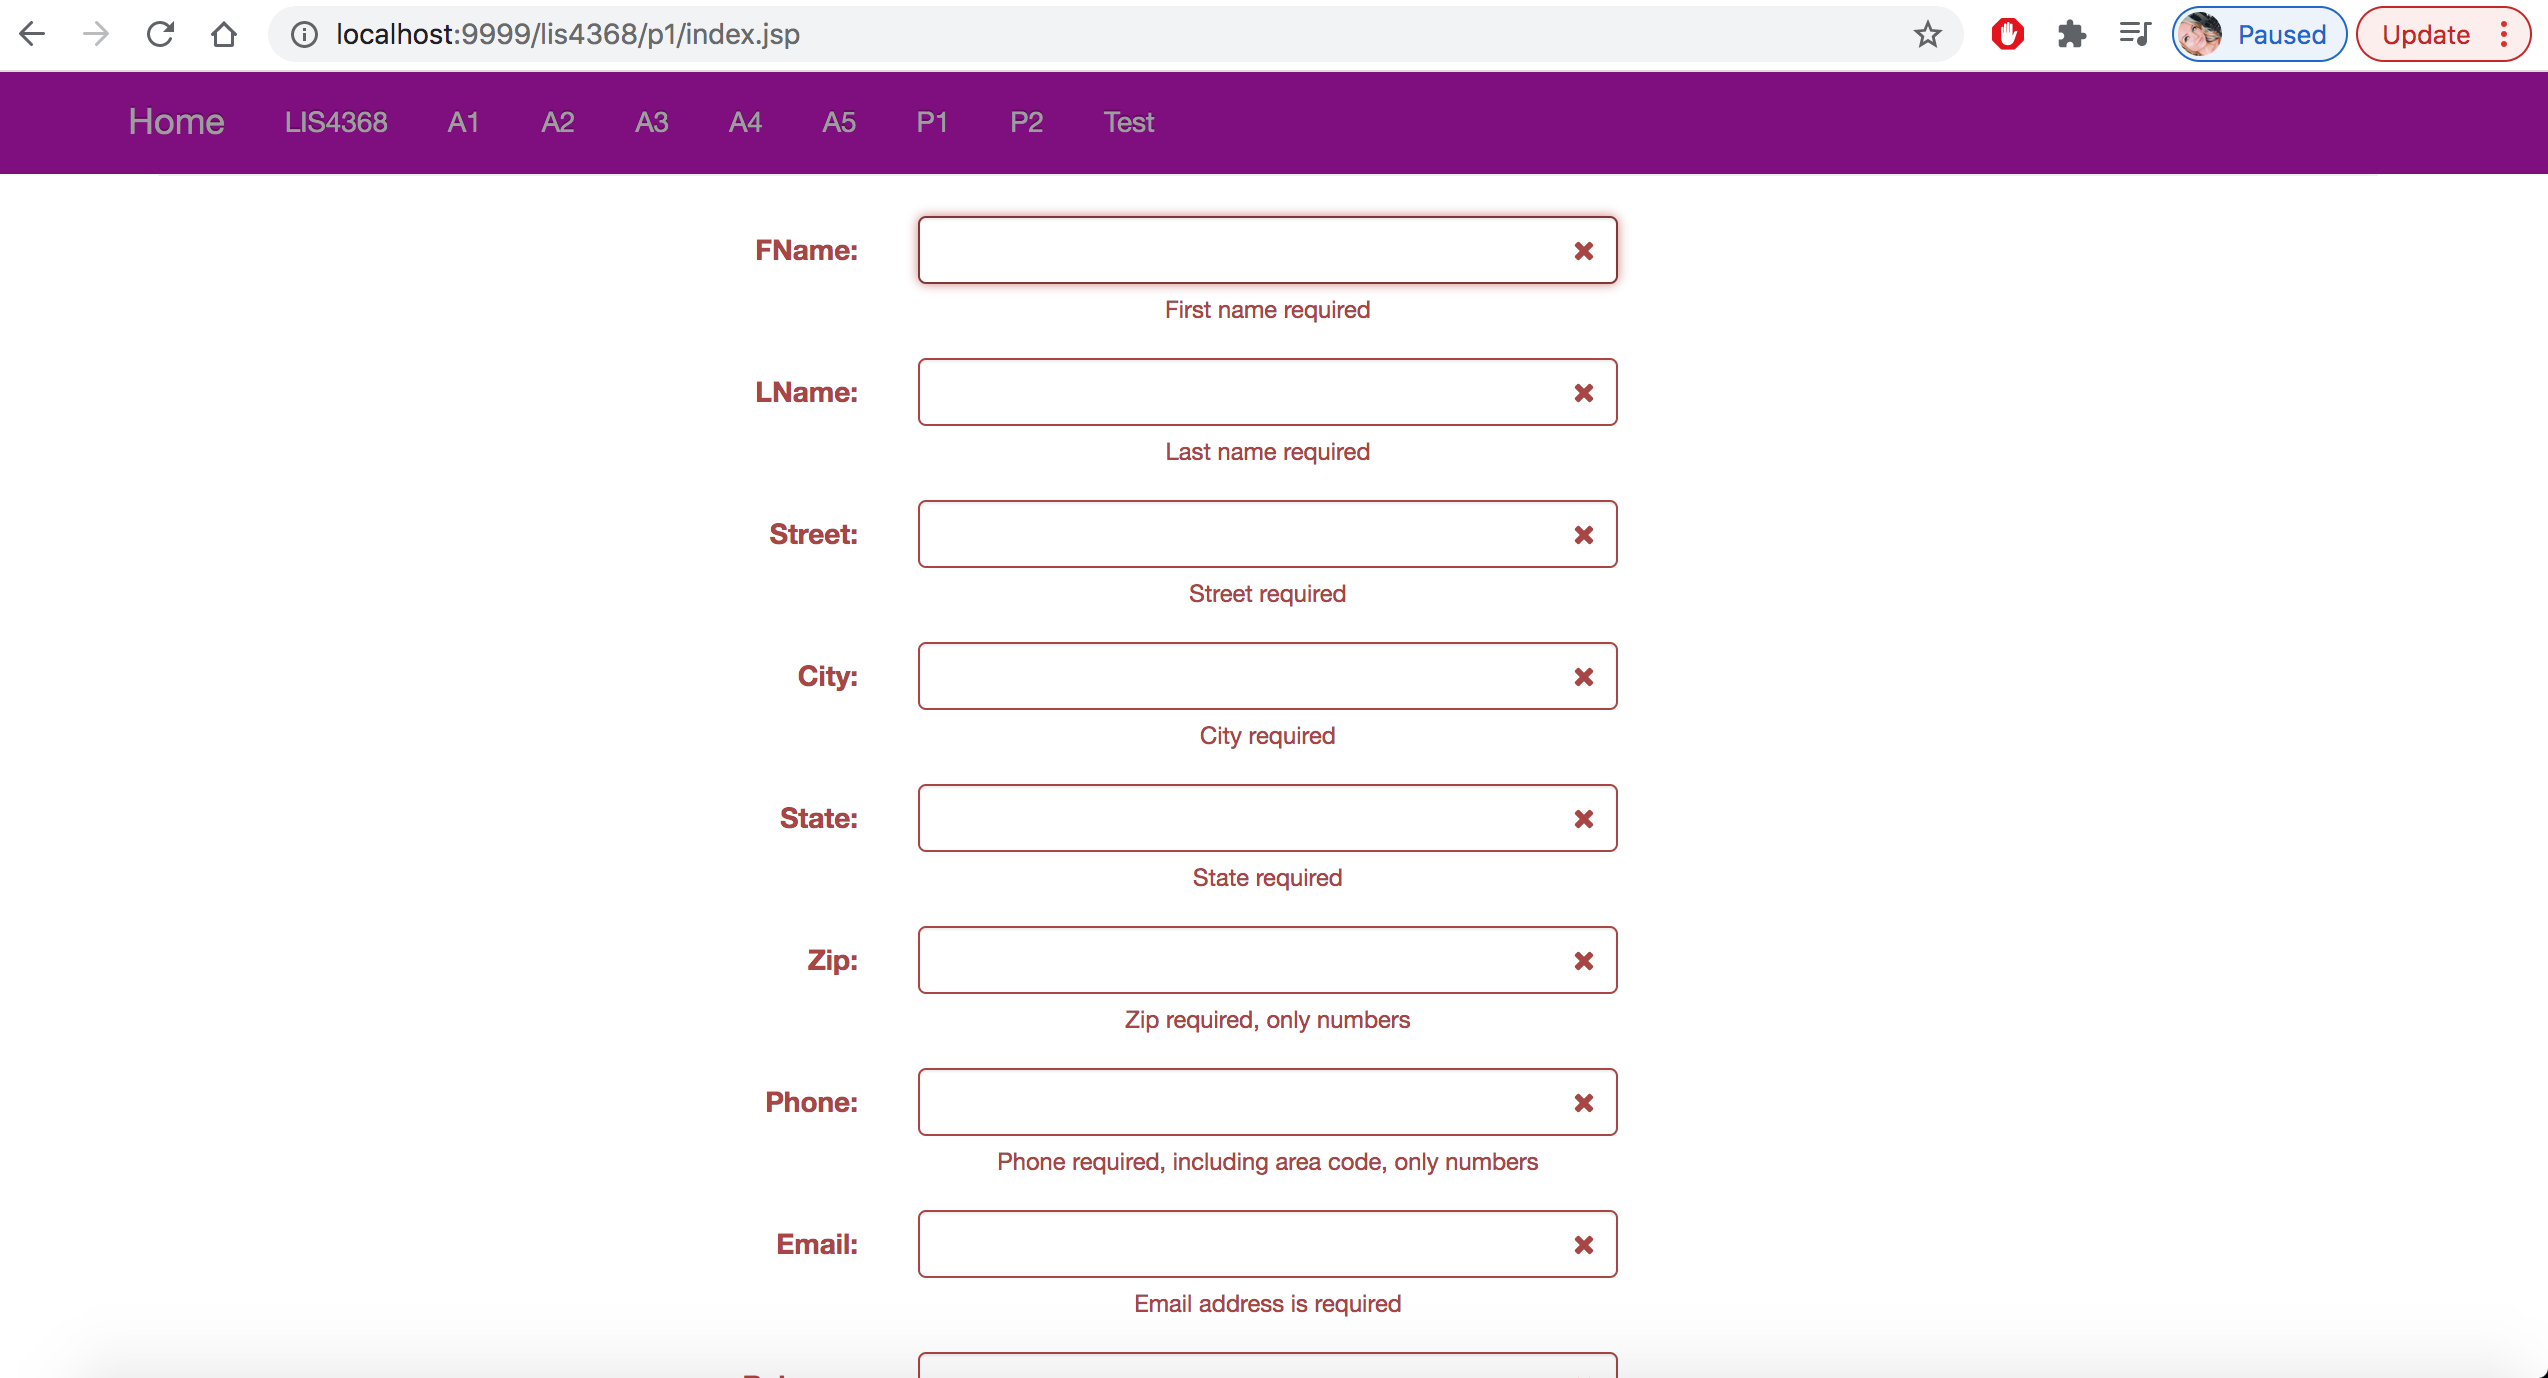 localhost:9999/lis4368/p1/index.jsp
Paused
Update
Home LIS4368 A1 A2 A3 A4 A5 P1 P2 Test
FName:
First name required
LName:
Last name required
Street:
Street required
City:
City required
State:
State required
Zip:
Zip required, only numbers
Phone:
Phone required, including area code, only numbers
Email:
Email address is required